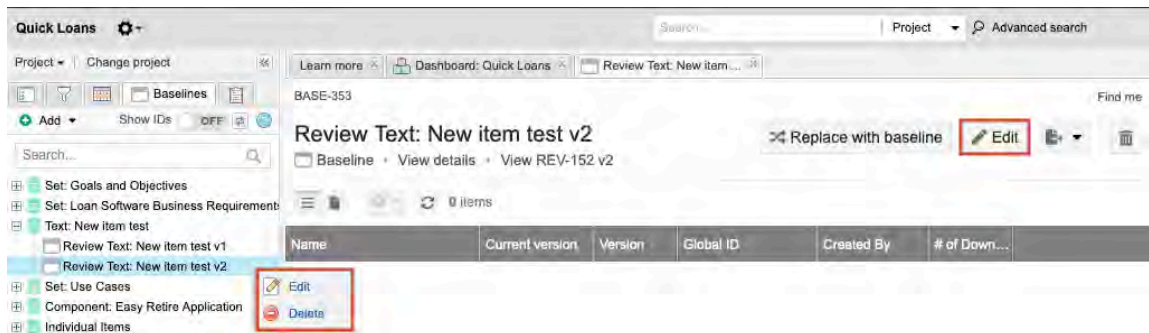 Quick Loans
Search... Project Advanced search
Project Change project
Learn more Dashboard: Quick Loans Review Text: New item ...
Baselines
BASE-353 Find me
Add Show IDs OFF
Review Text: New item test v2
Replace with baseline Edit
Search...
Baseline • View details • View REV-152 v2
Set: Goals and Objectives
Set: Loan Software Business Requirements
0 items
Text: New item test
Review Text: New item test v1
Name Current version Version Global ID Created By # of Down...
Review Text: New item test v2
Set: Use Cases
Edit
Component: Easy Retire Application
Delete
Individual Items